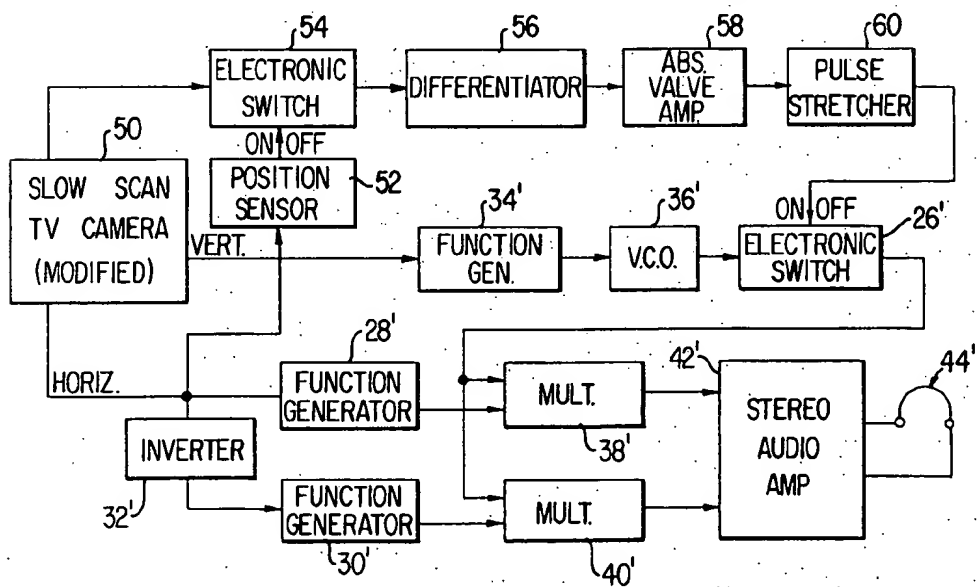 54
56
58
60
ELECTRONIC
SWITCH
DIFFERENTIATOR
ABS.
VALVE
AMP.
PULSE
STRETCHER
50
ON OFF
SLOW SCAN
TV CAMERA
(MODIFIED)
POSITION
SENSOR
52
VERT.
34'
FUNCTION
GEN.
36'
V.C.O.
ON OFF
26'
ELECTRONIC
SWITCH
HORIZ.
28'
FUNCTION
GENERATOR
MULT.
38'
42'
STEREO
AUDIO
AMP
44'
INVERTER
32'
FUNCTION
GENERATOR
30'
MULT.
40'